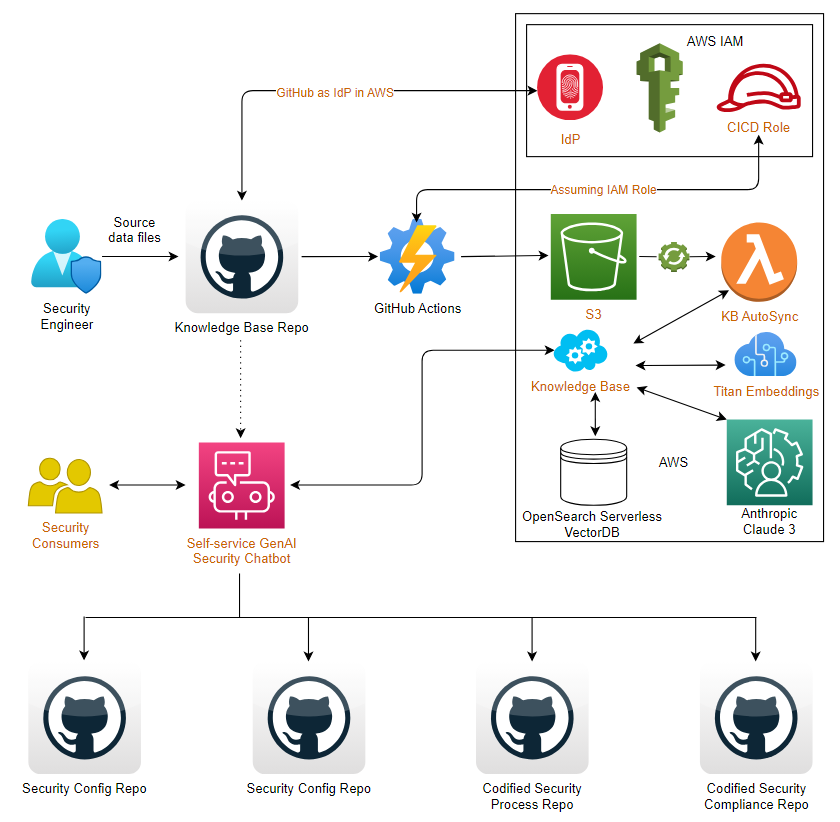 AWS IAM
GitHub as IdP in AWS
IdP
CICD Role
Assuming IAM Role
Source
data files
Security
Engineer
Knowledge Base Repo
GitHub Actions
S3
KB AutoSync
Knowledge Base
Titan Embeddings
AWS
OpenSearch Serverless
VectorDB
Anthropic
Claude 3
Security
Consumers
Self-service GenAI
Security Chatbot
Security Config Repo
Security Config Repo
Codified Security
Process Repo
Codified Security
Compliance Repo